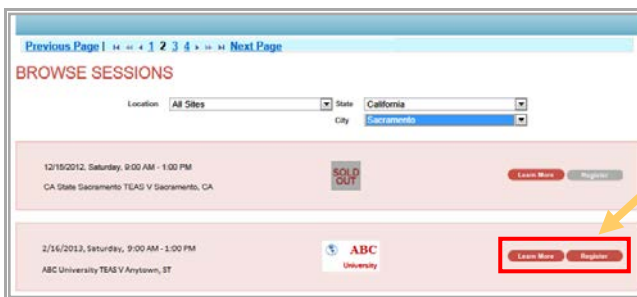 Previous Page | 1 2 3 4 Next Page
BROWSE SESSIONS
Location All Sites State California
City Sacramento
12/15/2012, Saturday, 9:00 AM - 1:00 PM
SOLD OUT
Learn More Register
CA State Sacramento TEAS V Sacramento, CA
2/16/2013, Saturday, 9:00 AM - 1:00 PM
ABC University
Learn More Register
ABC University TEAS V Anytown, ST